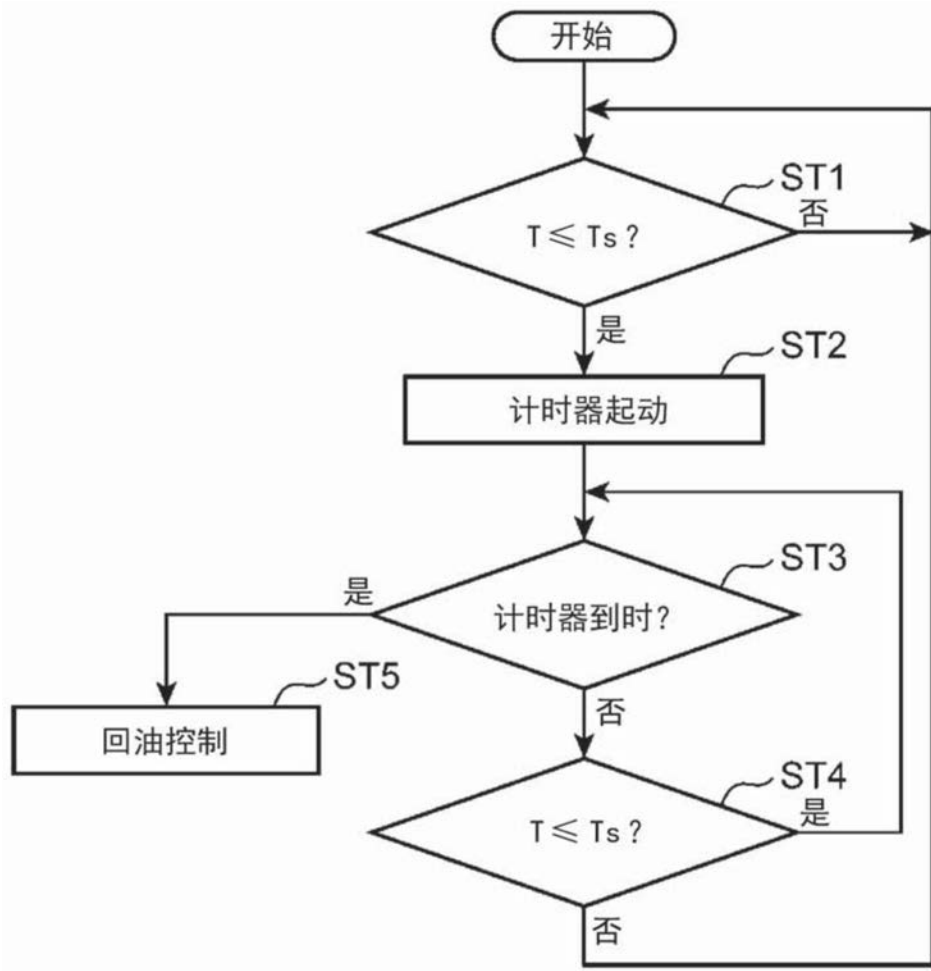 开始
ST1
T ≤ Ts？
否
是
ST2
计时器起动
ST3
是
计时器到时？
ST5
否
回油控制
ST4
T ≤ Ts？
是
否